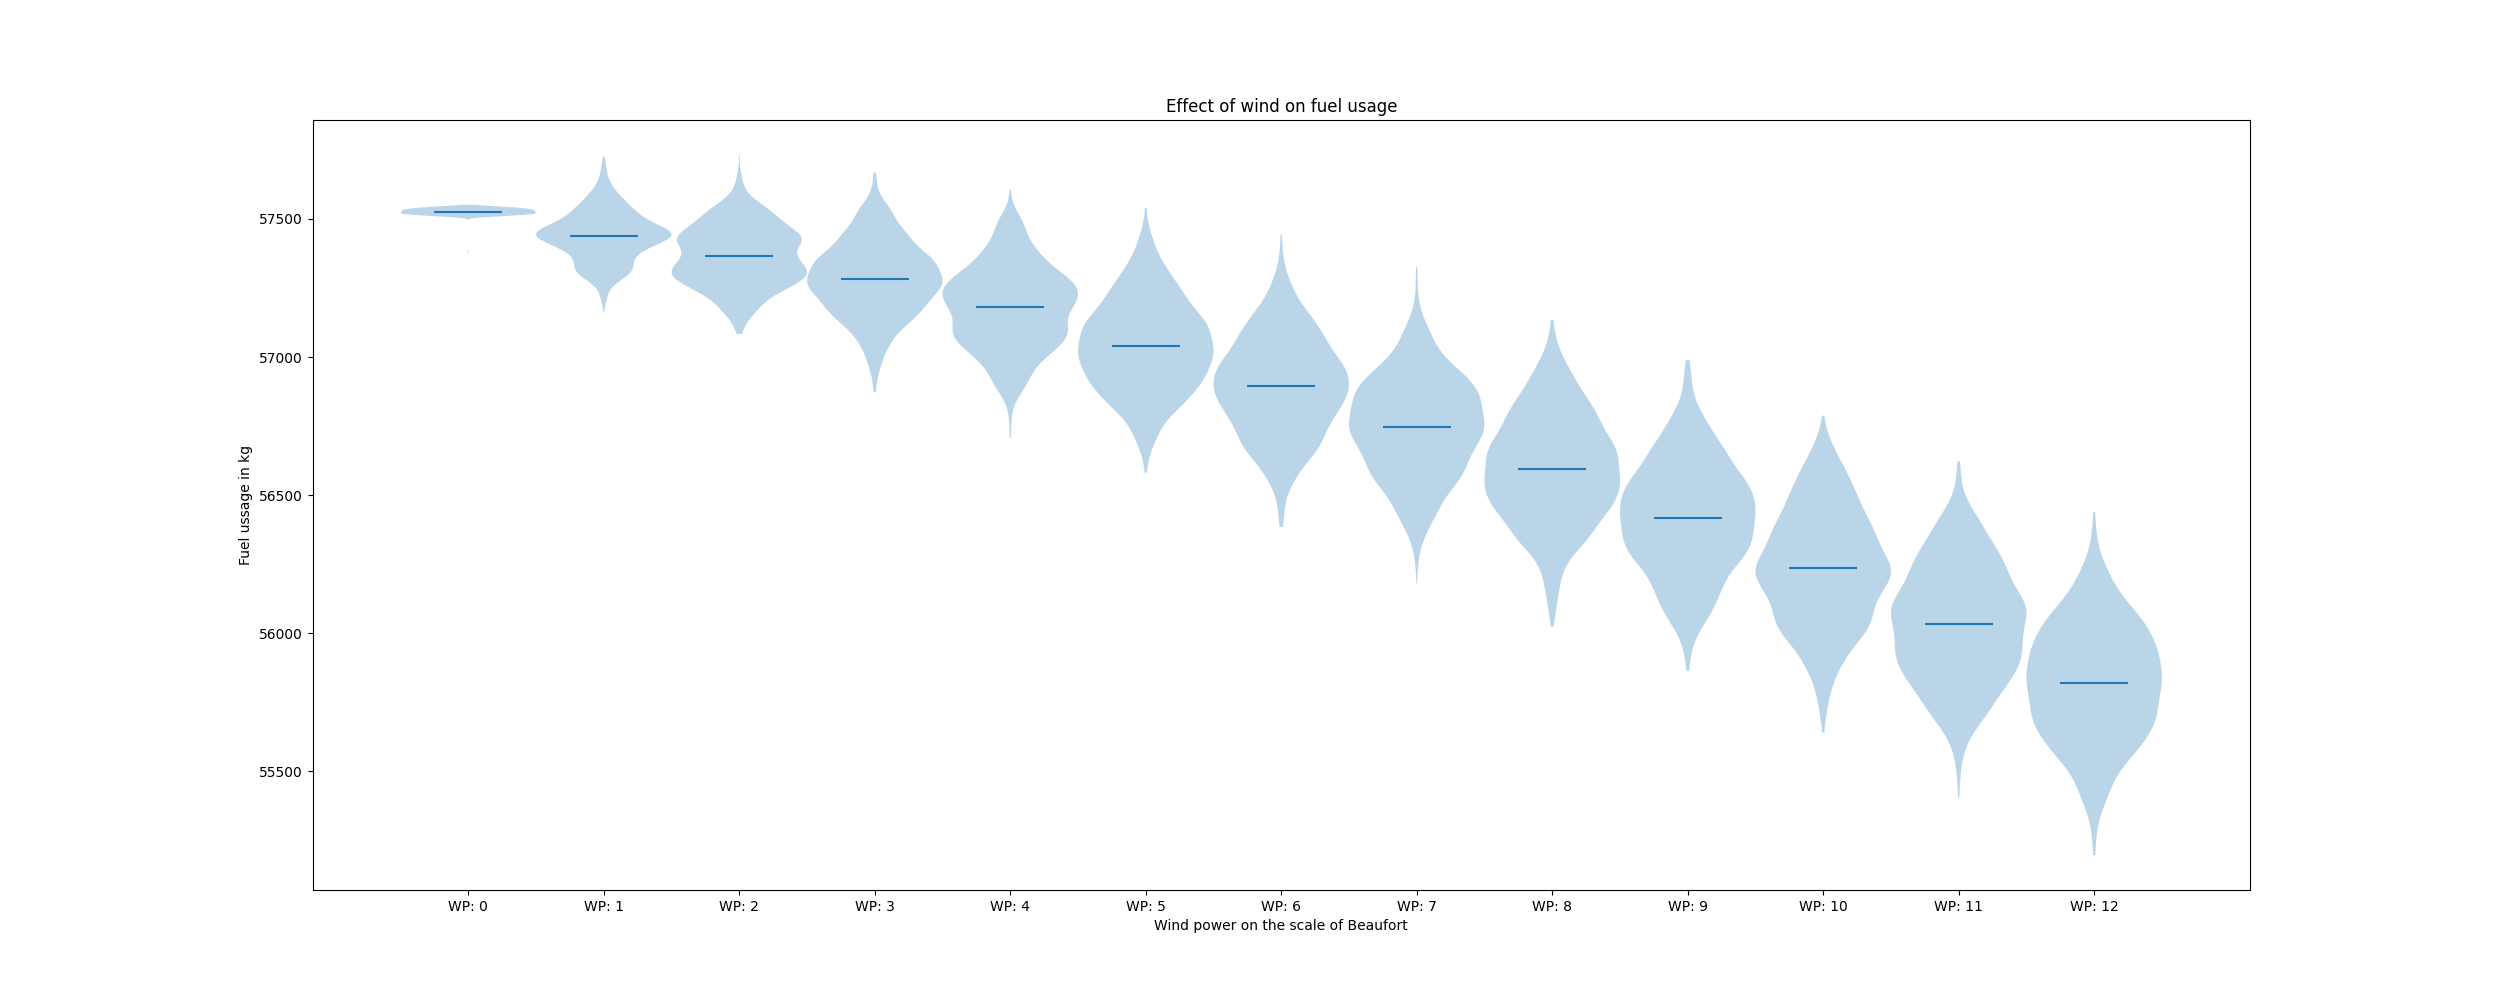 Effect of wind on fuel usage
Fuel ussage in kg
57500
57000
56500
56000
55500
WP: 0 WP: 1 WP: 2 WP: 3 WP: 4 WP: 5 WP: 6 WP: 7 WP: 8 WP: 9 WP: 10 WP: 11 WP: 12
Wind power on the scale of Beaufort